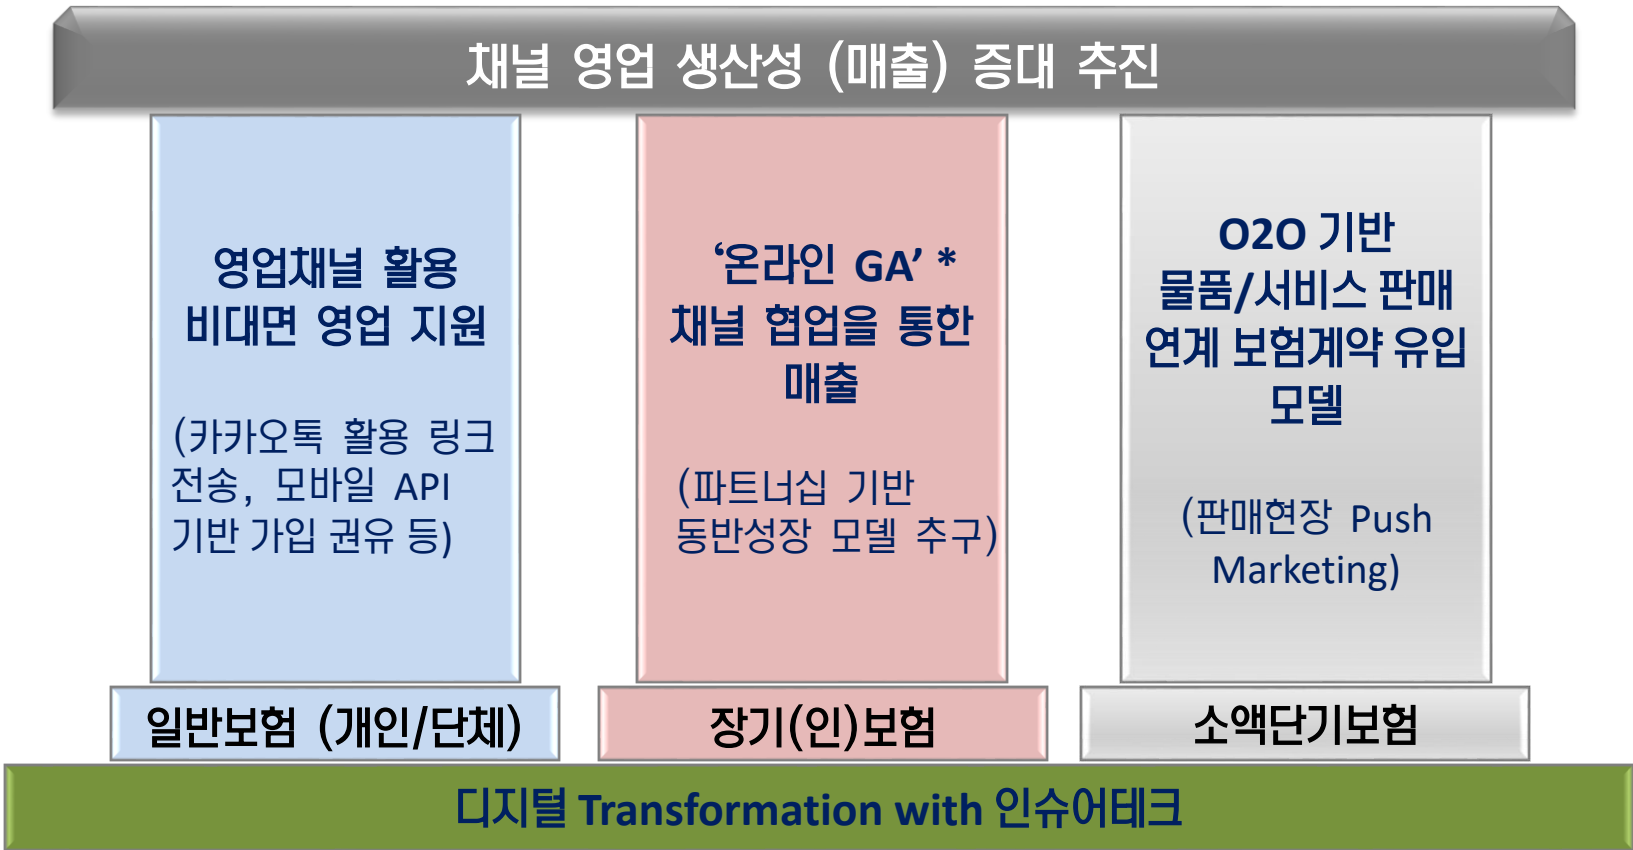 채널 영업 생산성 (매출) 증대 추진
영업채널 활용
비대면 영업 지원
(카카오톡 활용 링크
전송, 모바일 API
기반 가입 권유 등)
일반보험 (개인/단체)
‘온라인 GA’ *
채널 협업을 통한
매출
(파트너십 기반
동반성장 모델 추구)
장기(인)보험
O2O 기반
물품/서비스 판매
연계 보험계약 유입
모델
(판매현장 Push
Marketing)
소액단기보험
디지털 Transformation with 인슈어테크